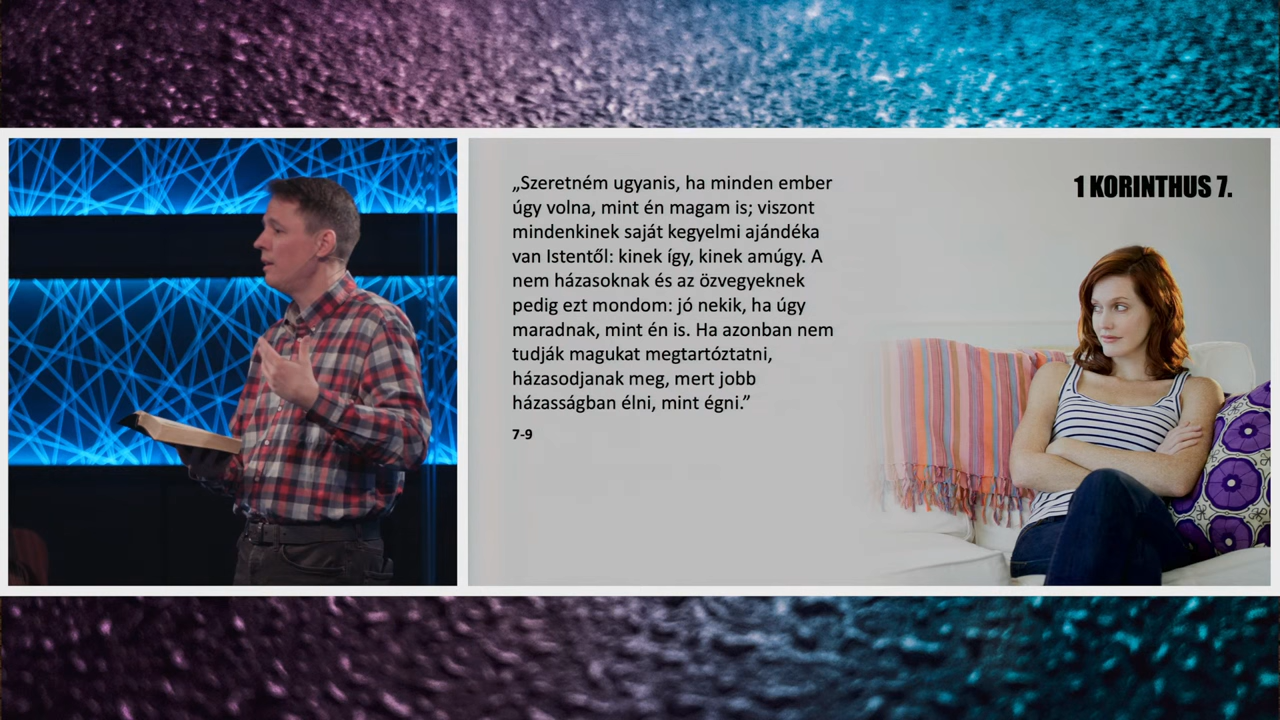 „Szeretném ugyanis, ha minden ember
úgy volna, mint én magam is; viszont
mindenkinek saját kegyelmi ajándéka
van Istentől: kinek így, kinek amúgy. A
nem házasoknak és az özvegyeknek
pedig ezt mondom: jó nekik, ha úgy
maradnak, mint én is. Ha azonban nem
tudják magukat megtartóztatni,
házasodjanak meg, mert jobb
házasságban élni, mint égni.”
7-9
1 KORINTHUS 7.